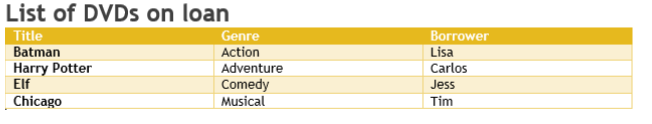 List of DVDs on loan
Title Genre Borrower
Batman Action Lisa
Harry Potter Adventure Carlos
Elf Comedy Jess
Chicago Musical Tim